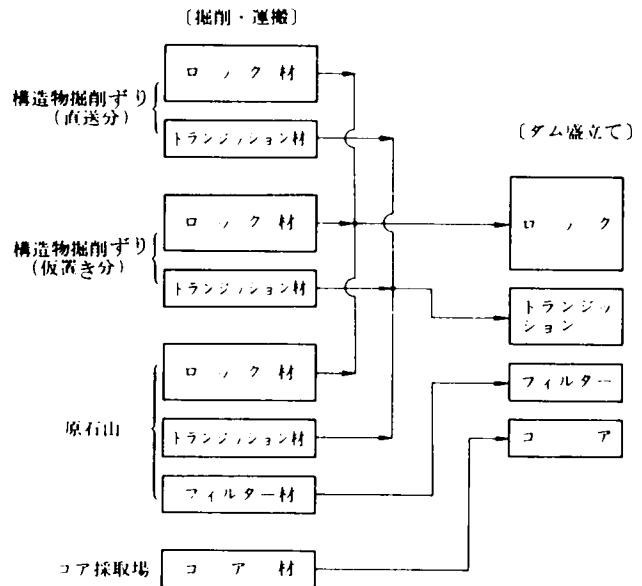 〔掘削・運搬〕
ロック材
構造物掘削ずり
(直送分)
トランジッション材
〔ダム盛立て〕
ロック材
ロック
構造物掘削ずり
(仮置き分)
トランジッション材
トランジッ
ション
ロック材
フィルター
原石山
トランジッション材
コア
フィルター材
コア採取場
コア材